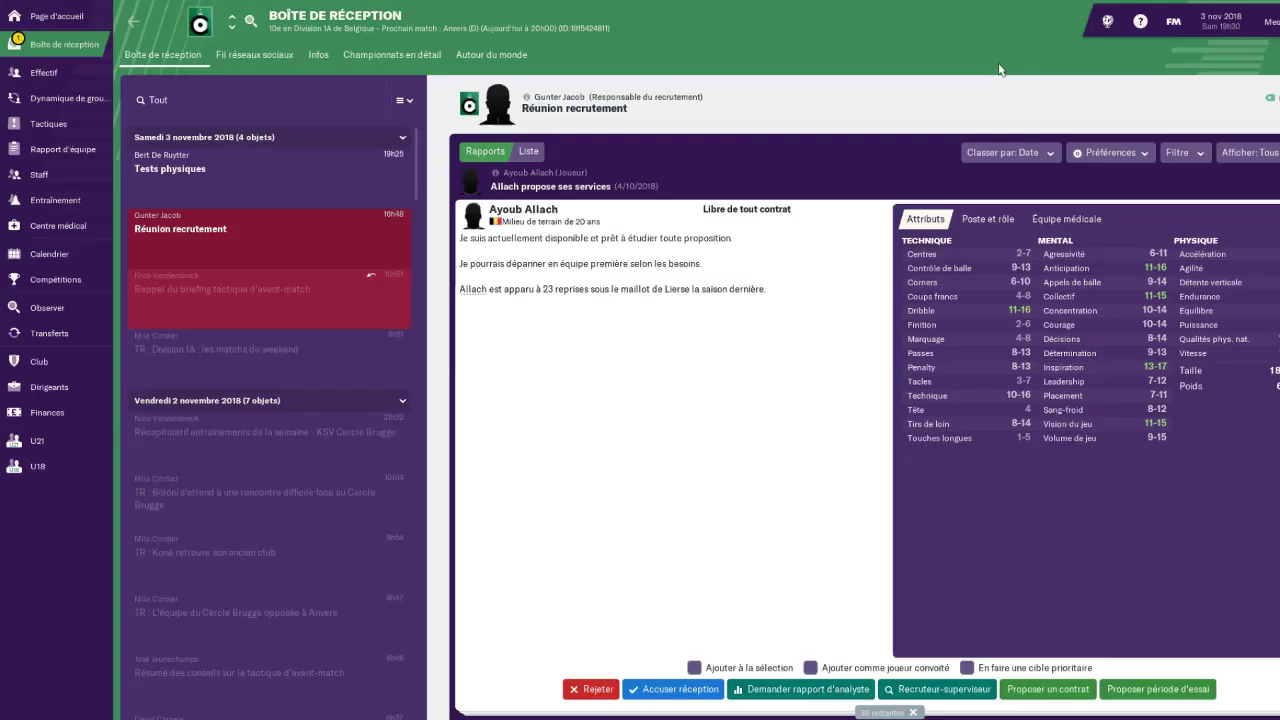 Page d'accueil
BOÎTE DE RÉCEPTION
10e en Division 1A de Belgique - Prochain match : Anvers (D) (Aujourd'hui à 20h00) (ID:1915424811)
FM
3 nov 2018
Sam 19h30
1
Boîte de réception
Boîte de réception
Fil réseaux sociaux
Infos
Championnats en détail
Autour du monde
Effectif
Dynamique de grou...
Tactiques
Rapport d'équipe
Staff
Entraînement
Centre médical
Calendrier
Compétitions
Observer
Transferts
Club
Dirigeants
Finances
U21
U18
Tout
Samedi 3 novembre 2018 (4 objets)
Bert De Ruytter 19h25
Tests physiques
Gunter Jacob 16h48
Réunion recrutement
Nico Vanderdonck 10h51
Rappel du briefing tactique d'avant-match
Mila Cordier 9h51
TR : Division 1A : les matchs du weekend
Vendredi 2 novembre 2018 (7 objets)
Nico Vanderdonck 21h32
Récapitulatif entraînements de la semaine - KSV Cercle Brugge
Mila Cordier 10h14
TR : Bölöni s'attend à une rencontre difficile face au Cercle
Brugge
Mila Cordier 8h54
TR : Koné retrouve son ancien club
Mila Cordier 8h47
TR : L'équipe du Cercle Brugge opposée à Anvers
José Jeunechamps 8h46
Résumé des conseils sur la tactique d'avant-match
Gunter Jacob (Responsable du recrutement)
Réunion recrutement
Rapports
Liste
Classer par: Date
Préférences
Filtre
Afficher: Tous
Ayoub Allach (Joueur)
Allach propose ses services (4/10/2018)
Ayoub Allach
Libre de tout contrat
Milieu de terrain de 20 ans
Je suis actuellement disponible et prêt à étudier toute proposition.
Je pourrais dépanner en équipe première selon les besoins.
Allach est apparu à 23 reprises sous le maillot de Lierse la saison dernière.
Attributs
Poste et rôle
Équipe médicale
TECHNIQUE MENTAL PHYSIQUE
Centres 2-7 Agressivité 6-11 Accélération
Contrôle de balle 9-13 Anticipation 11-16 Agilité
Corners 6-10 Appels de balle 9-14 Détente verticale
Coups francs 4-8 Collectif 11-15 Endurance
Dribble 11-16 Concentration 10-14 Equilibre
Finition 2-6 Courage 10-14 Puissance
Marquage 4-8 Décisions 8-14 Qualités phys. nat.
Passes 8-13 Détermination 9-13 Vitesse
Penalty 8-13 Inspiration 13-17 Taille
Tacles 3-7 Leadership 7-12 Poids
Technique 10-16 Placement 7-11
Tête 4 Sang-froid 8-12
Tirs de loin 8-14 Vision du jeu 11-15
Touches longues 1-5 Volume de jeu 9-15
Ajouter à la sélection
Ajouter comme joueur convoité
En faire une cible prioritaire
Rejeter
Accuser réception
Demander rapport d'analyste
Recruteur-superviseur
Proposer un contrat
Proposer période d'essai
39 restantes